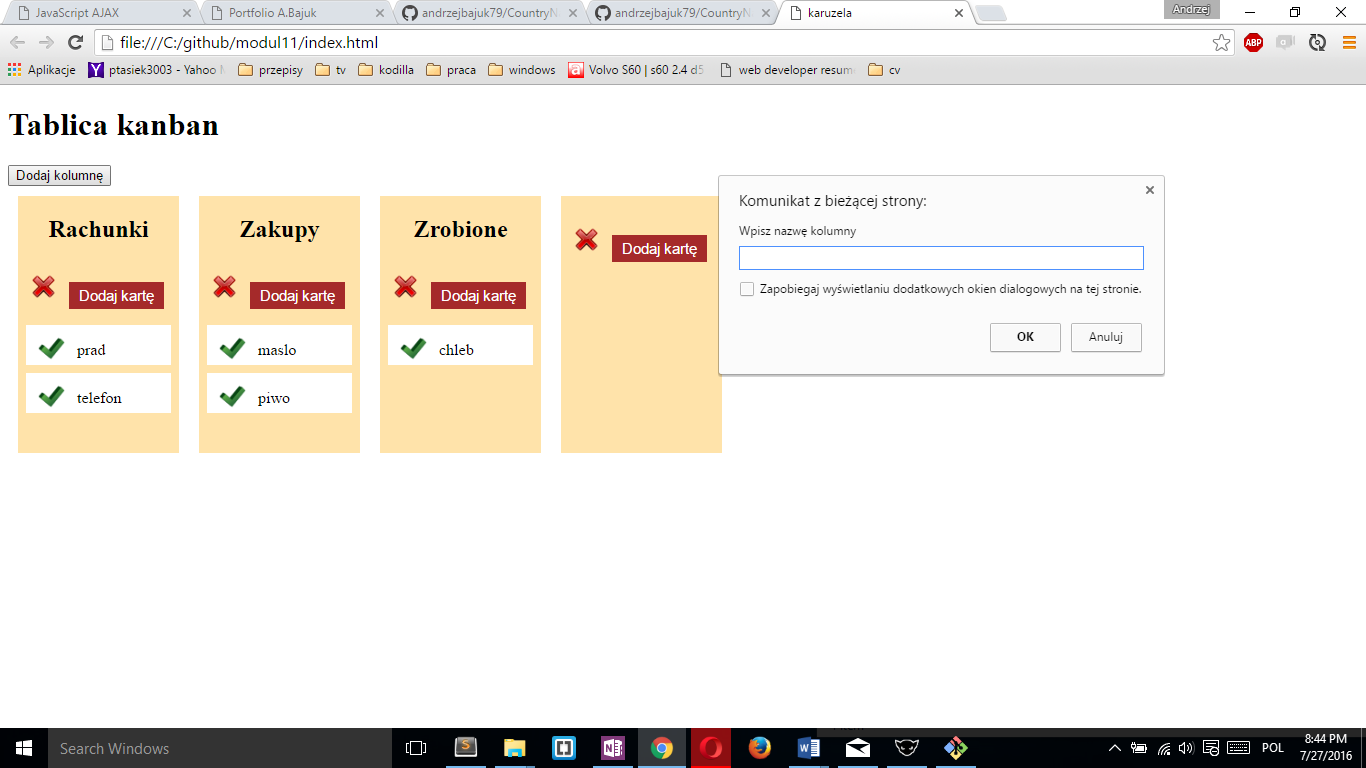 JavaScript AJAX
Portfolio A.Bajuk
andrzejbajuk79/CountryN
andrzejbajuk79/CountryN
karuzela
Andrzej
file:///C:/github/modul11/index.html
ABP
Aplikacje
ptasiek3003 - Yahoo
przepisy
tv
kodilla
praca
windows
Volvo S60 | s60 2.4 d5
web developer resum
cv
Tablica kanban
Dodaj kolumnę
Rachunki
Dodaj kartę
prad
telefon
Zakupy
Dodaj kartę
maslo
piwo
Zrobione
Dodaj kartę
chleb
Dodaj kartę
Komunikat z bieżącej strony:
Wpisz nazwę kolumny
Zapobiegaj wyświetlaniu dodatkowych okien dialogowych na tej stronie.
OK
Anuluj
Search Windows
POL
8:44 PM
7/27/2016